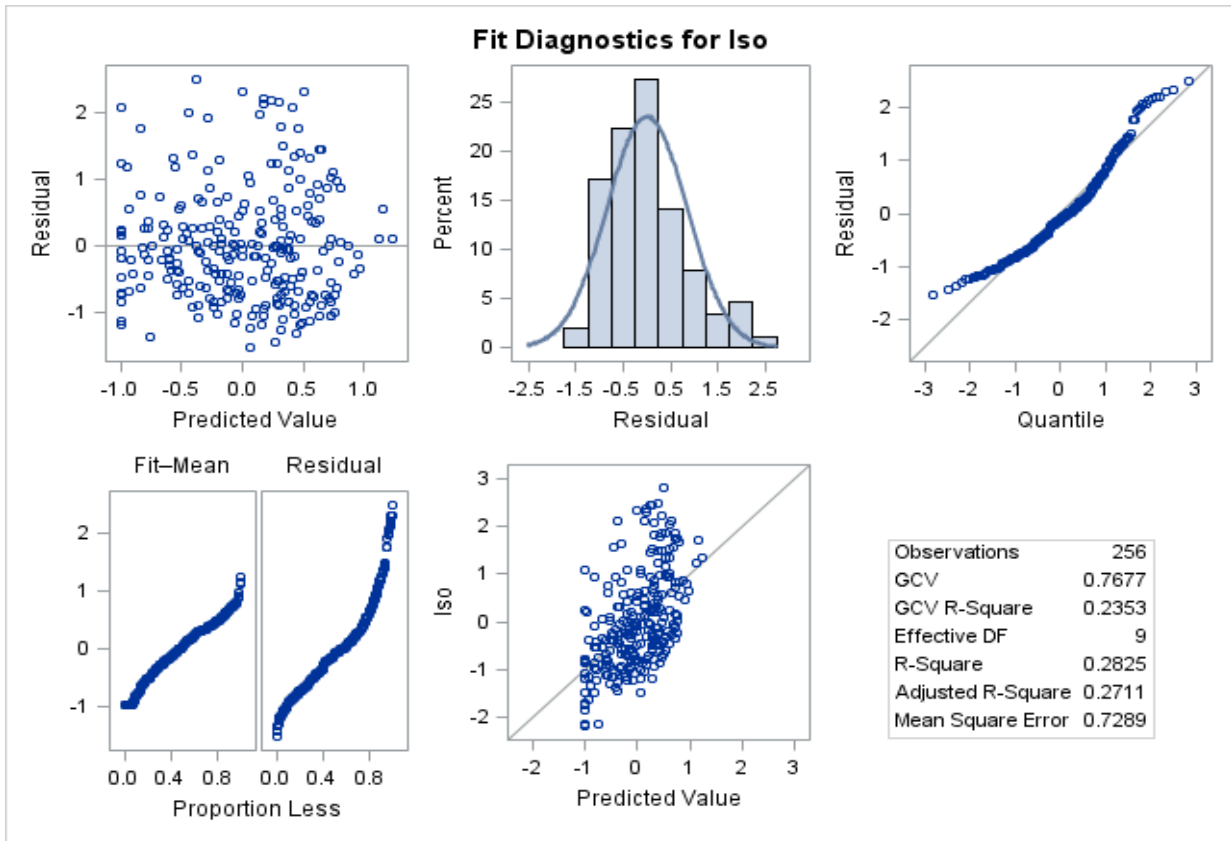 Fit Diagnostics for Iso
Residual
2
1
0
-1
-1.0 -0.5 0.0 0.5 1.0
Predicted Value
Percent
25
20
15
10
5
0
-2.5 -1.5 -0.5 0.5 1.5 2.5
Residual
Residual
2
1
0
-1
-2
-3 -2 -1 0 1 2 3
Quantile
Fit–Mean Residual
2
1
0
-1
0.0 0.4 0.8 0.0 0.4 0.8
Proportion Less
Iso
3
2
1
0
-1
-2
-2 -1 0 1 2 3
Predicted Value
Observations 256
GCV 0.7677
GCV R-Square 0.2353
Effective DF 9
R-Square 0.2825
Adjusted R-Square 0.2711
Mean Square Error 0.7289